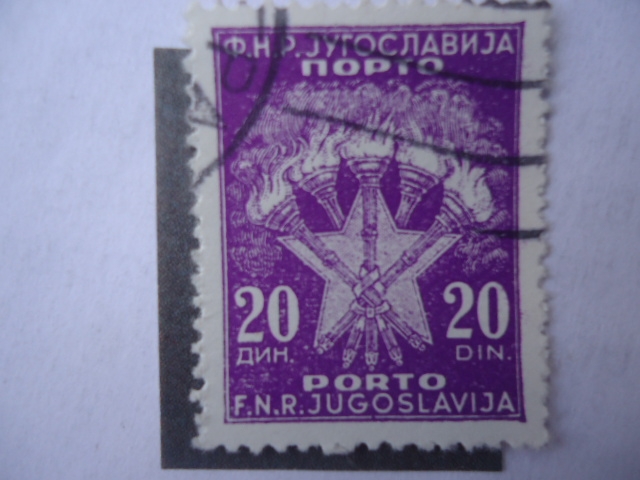 Ф.Н.Р. ЈУГОСЛАВИЈА
ПОРТО
20 20
ДИН. DIN.
PORTO
F.N.R. JUGOSLAVIJA